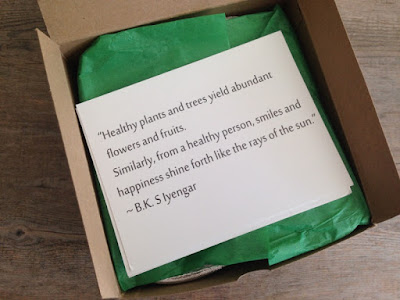 "Healthy plants and trees yield abundant
flowers and fruits.
Similarly, from a healthy person, smiles and
happiness shine forth like the rays of the sun."
~ B.K. S Iyengar